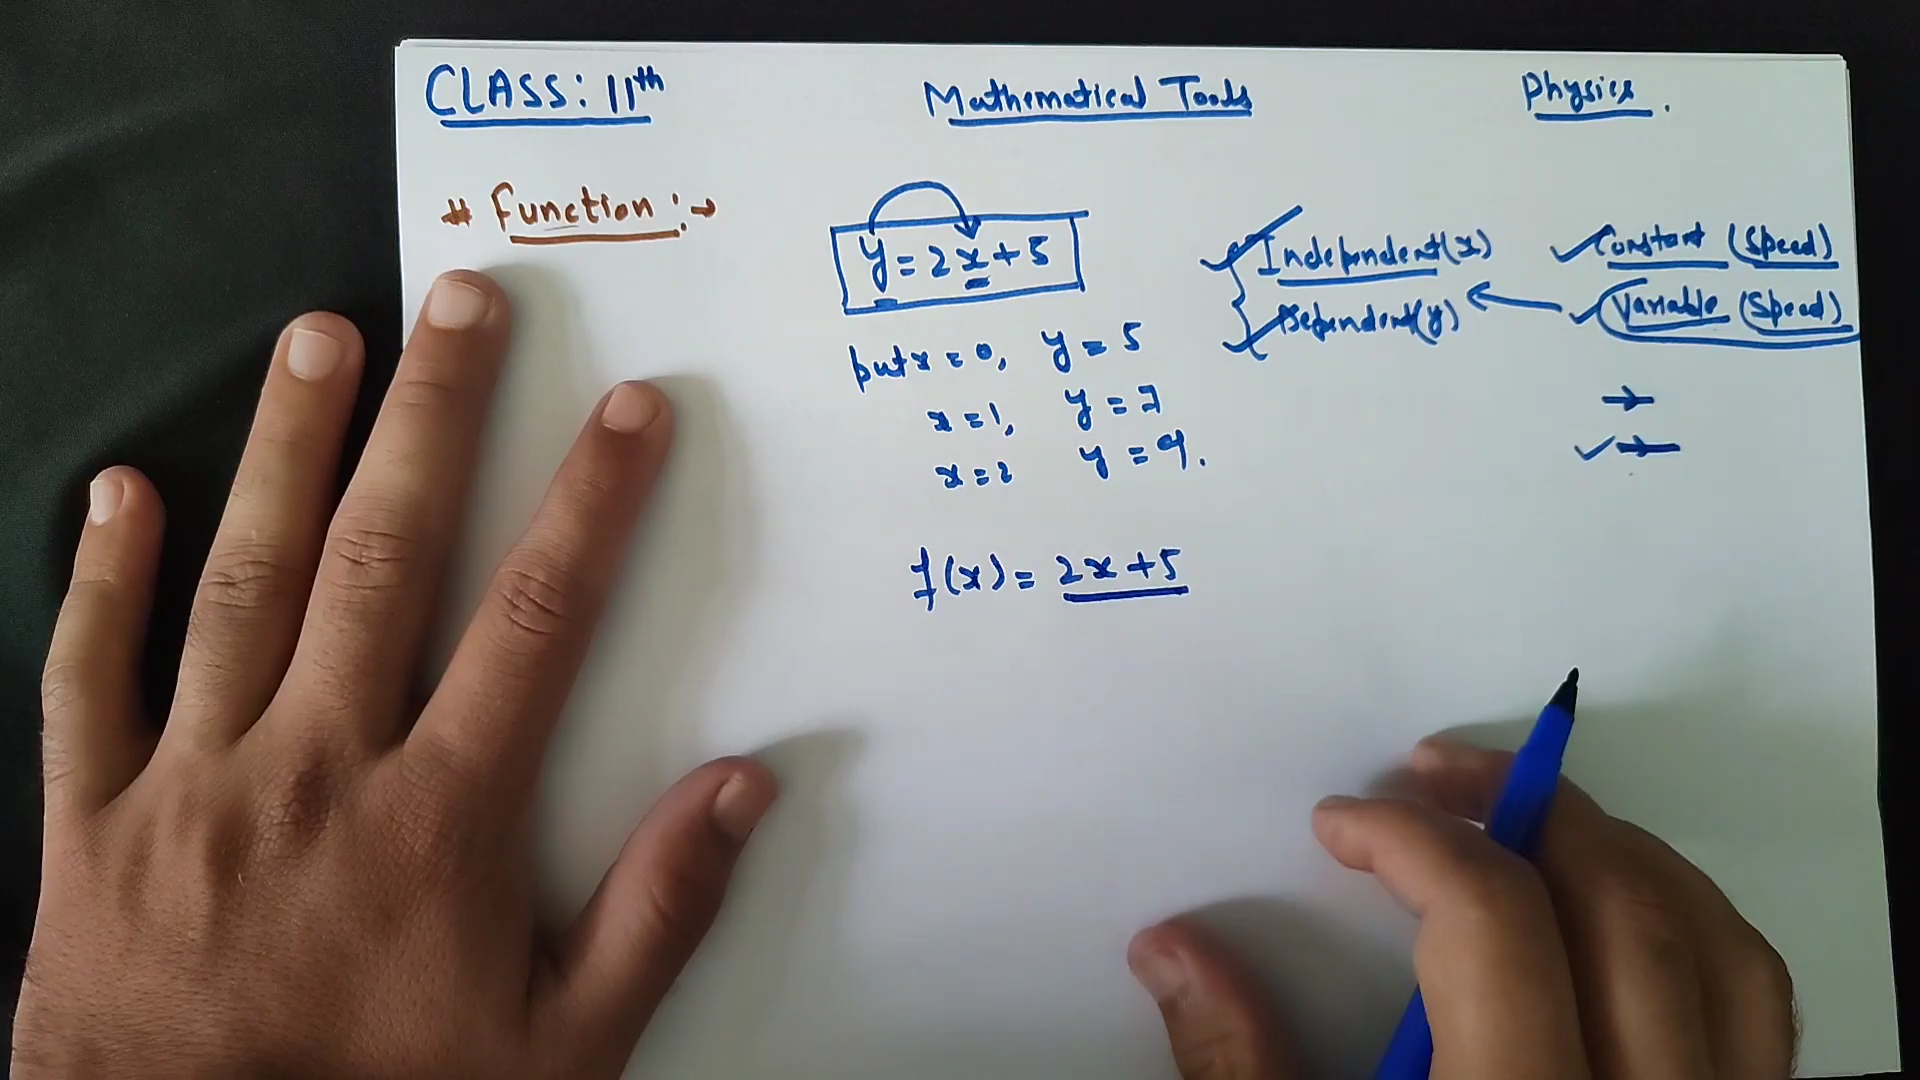 CLASS: 11th
Mathematical Tools
Physics.
# Function :→
y = 2x + 5
Independent (x)
Dependent (y)
Constant (Speed)
Variable (Speed)
put x = 0, y = 5
x = 1, y = 7
x = 2 y = 9.
f(x) = 2x + 5